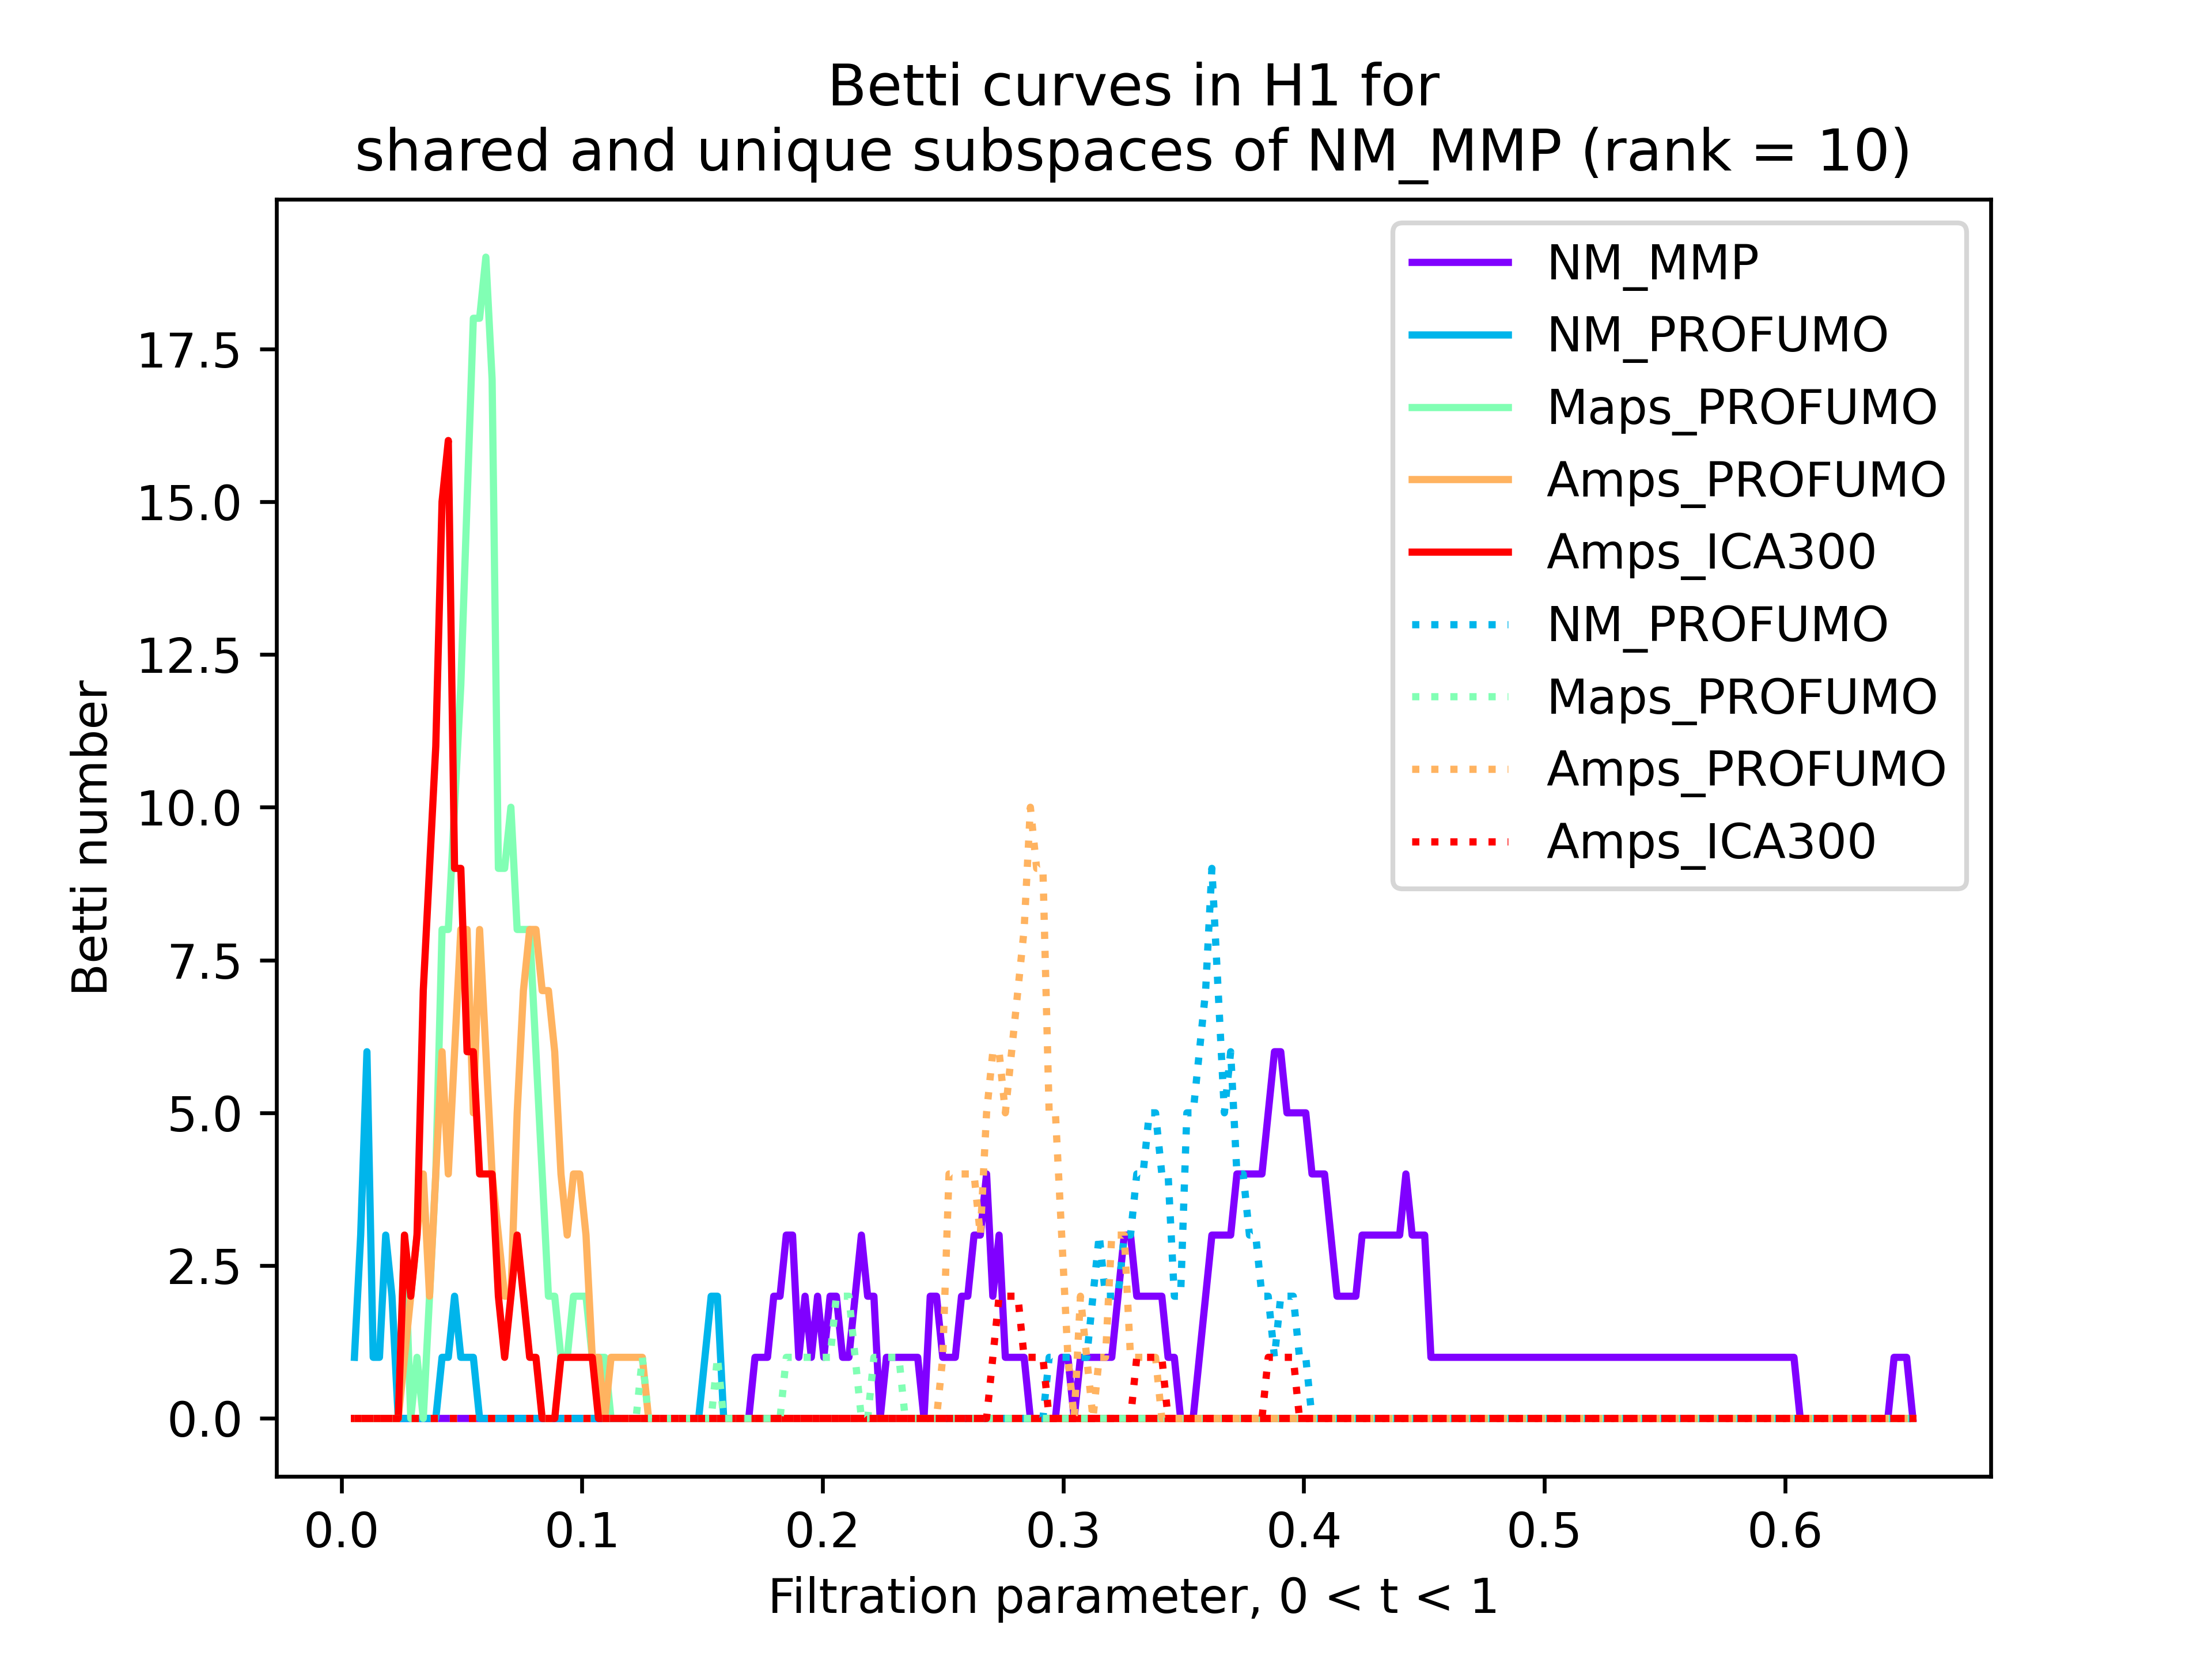 Betti curves in H1 for
shared and unique subspaces of NM_MMP (rank = 10)
NM_MMP
NM_PROFUMO
Maps_PROFUMO
Amps_PROFUMO
Amps_ICA300
NM_PROFUMO
Maps_PROFUMO
Amps_PROFUMO
Amps_ICA300
Betti number
17.5
15.0
12.5
10.0
7.5
5.0
2.5
0.0
0.0 0.1 0.2 0.3 0.4 0.5 0.6
Filtration parameter, 0 < t < 1